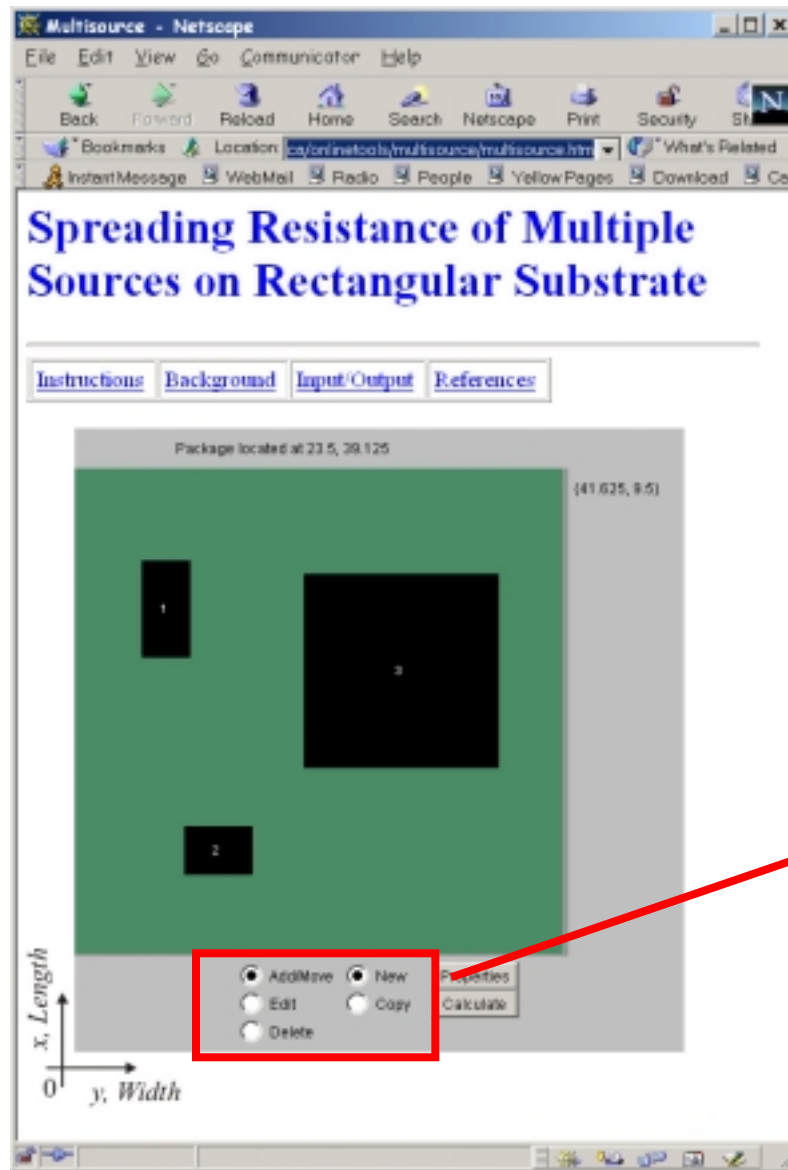 Multisource - Netscape
File Edit View Go Communicator Help
Back Forward Reload Home Search Netscape Print Security
Bookmarks Location: ca/onlinetools/multisource/multisource.htm What's Related
Instant Message WebMail Radio People Yellow Pages Download
Spreading Resistance of Multiple
Sources on Rectangular Substrate
Instructions Background Input/Output References
Package located at 23.5, 39.125
(41.625, 9.5)
1
3
2
Add/Move New Properties
Edit Copy Calculate
Delete
x, Length
0
y, Width